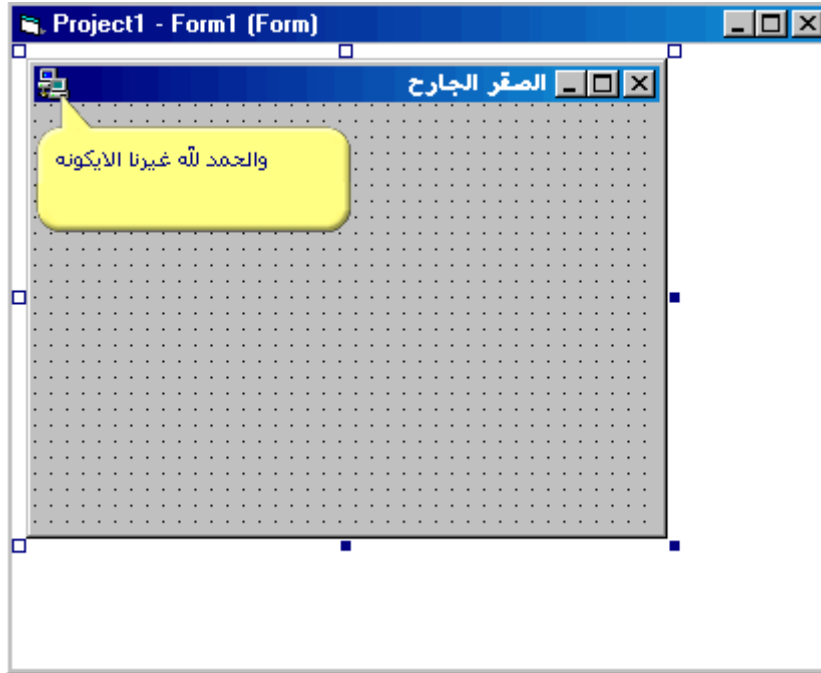 Project1 - Form1 (Form)
الصقر الجارح
والحمد لله غيرنا الايكونه